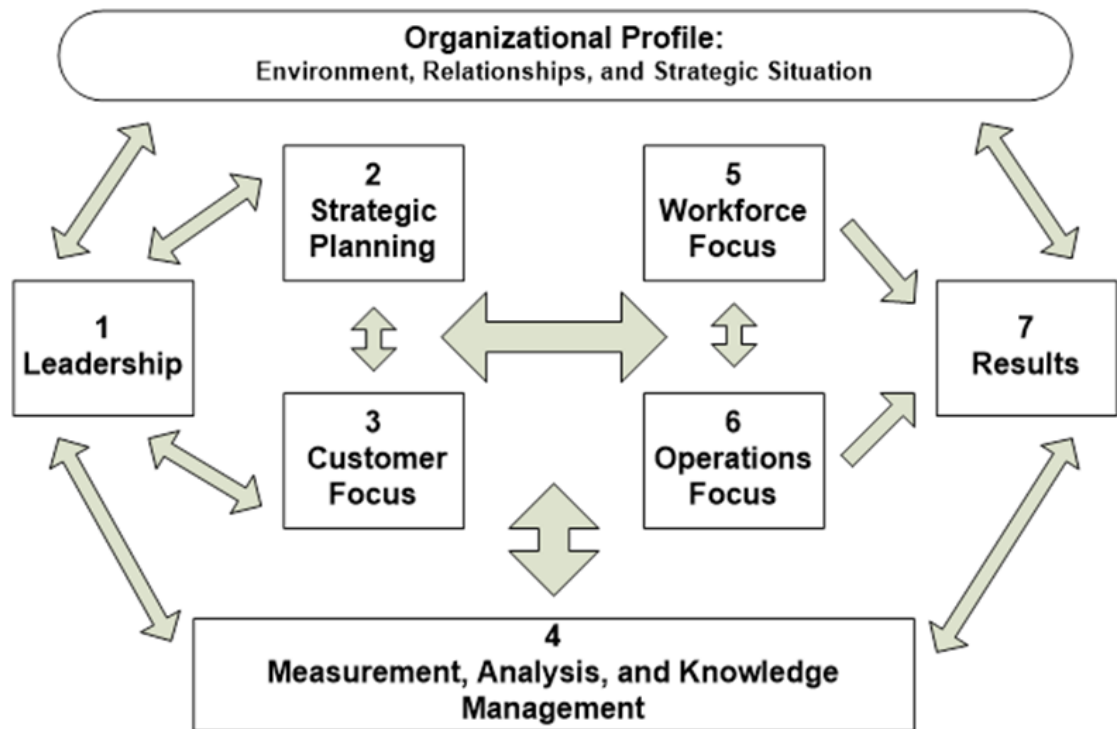 Organizational Profile:
Environment, Relationships, and Strategic Situation
1
Leadership
2
Strategic
Planning
3
Customer
Focus
4
Measurement, Analysis, and Knowledge
Management
5
Workforce
Focus
6
Operations
Focus
7
Results